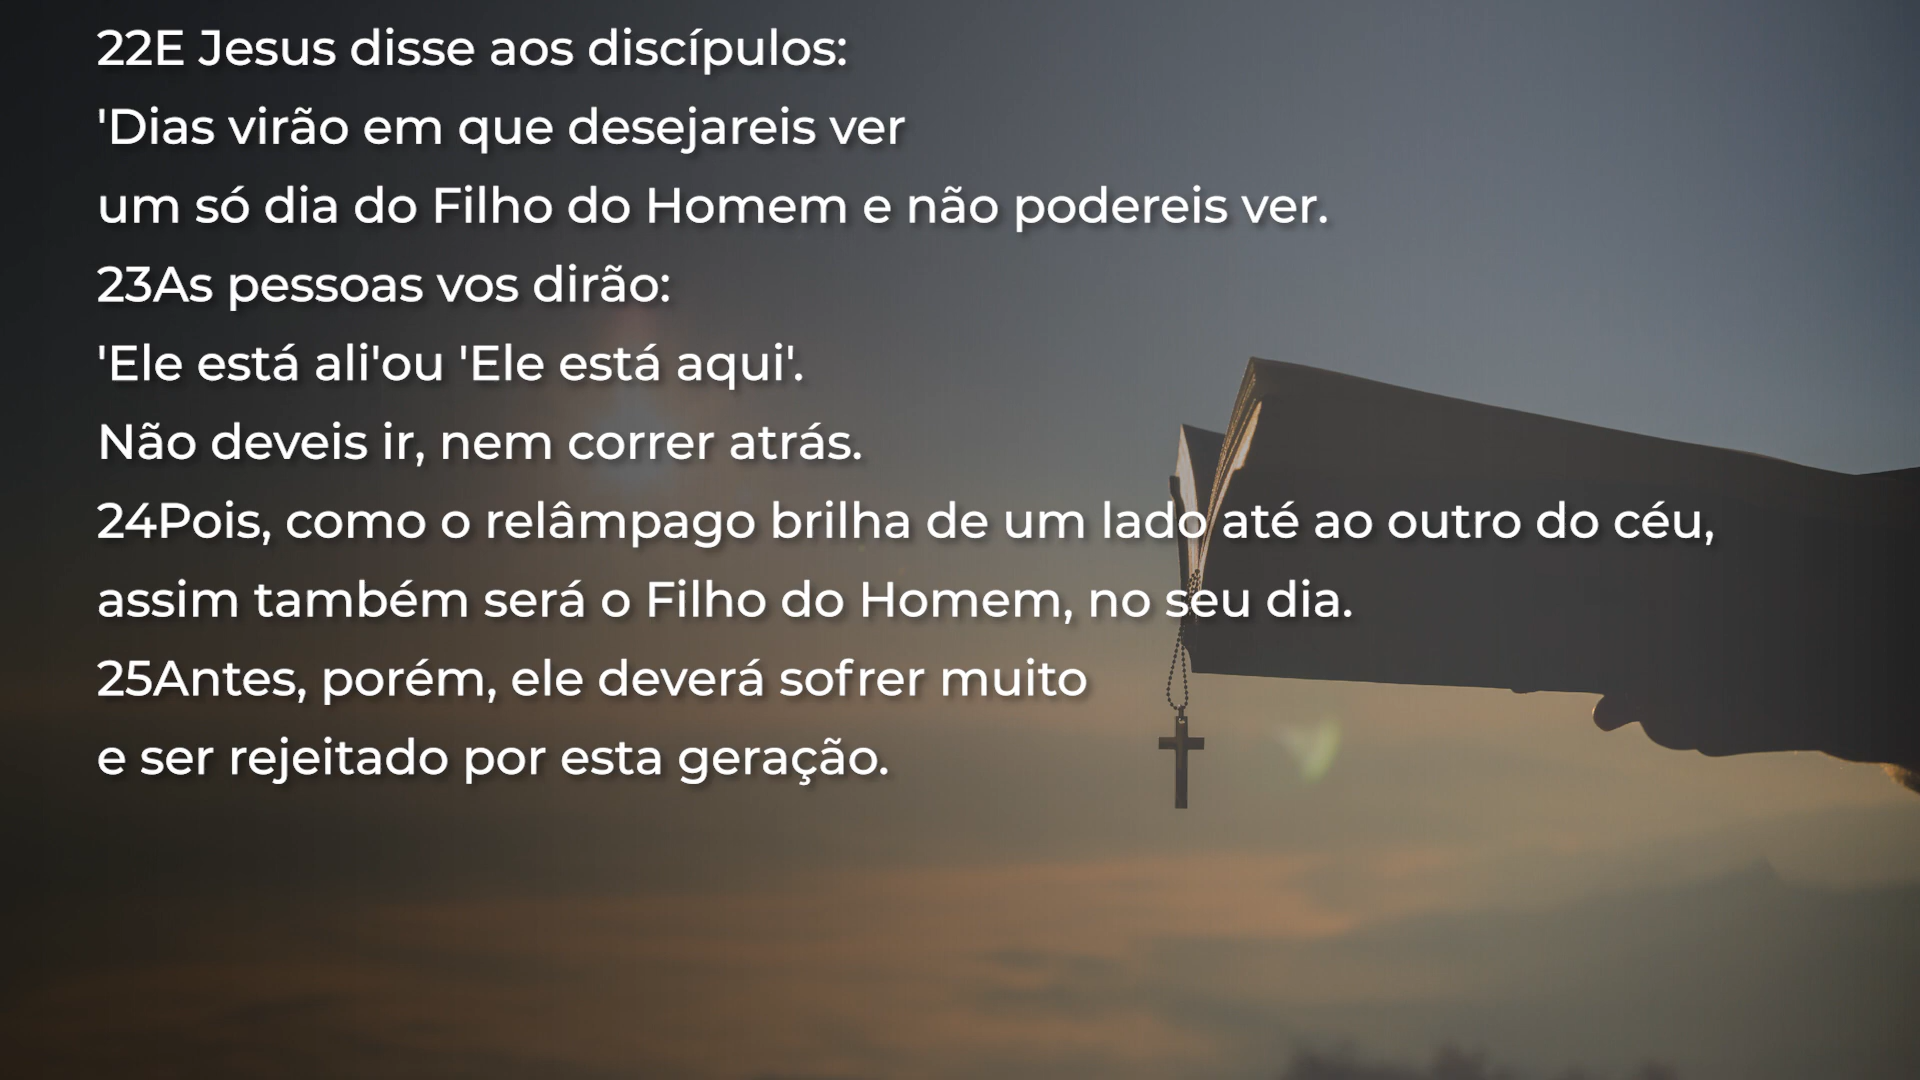 22E Jesus disse aos discípulos:
'Dias virão em que desejareis ver
um só dia do Filho do Homem e não podereis ver.
23As pessoas vos dirão:
'Ele está ali'ou 'Ele está aqui'.
Não deveis ir, nem correr atrás.
24Pois, como o relâmpago brilha de um lado até ao outro do céu,
assim também será o Filho do Homem, no seu dia.
25Antes, porém, ele deverá sofrer muito
e ser rejeitado por esta geração.